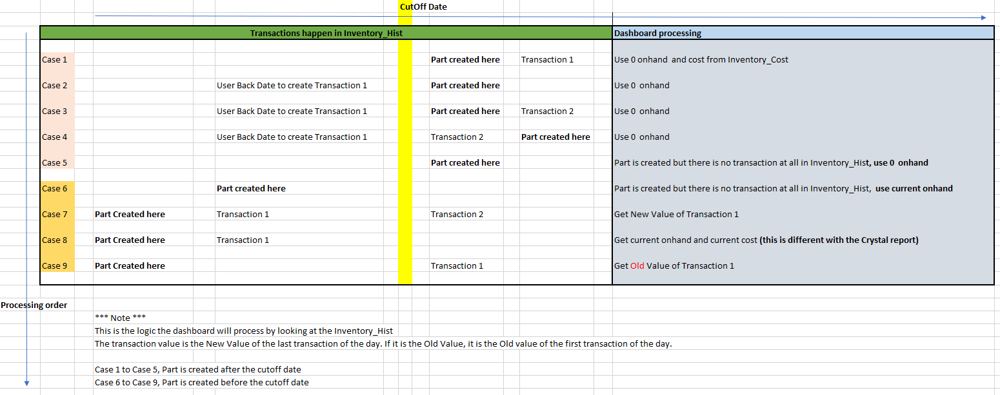 CutOff Date
Transactions happen in Inventory_Hist Dashboard processing
Case 1 Part created here Transaction 1 Use 0 onhand and cost from Inventory_Cost
Case 2 User Back Date to create Transaction 1 Part created here Use 0 onhand
Case 3 User Back Date to create Transaction 1 Part created here Transaction 2 Use 0 onhand
Case 4 User Back Date to create Transaction 1 Transaction 2 Part created here Use 0 onhand
Case 5 Part created here Part is created but there is no transaction at all in Inventory_Hist, use 0 onhand
Case 6 Part created here Part is created but there is no transaction at all in Inventory_Hist, use current onhand
Case 7 Part Created here Transaction 1 Transaction 2 Get New Value of Transaction 1
Case 8 Part Created here Transaction 1 Get current onhand and current cost (this is different with the Crystal report)
Case 9 Part Created here Transaction 1 Get Old Value of Transaction 1
Processing order
*** Note ***
This is the logic the dashboard will process by looking at the Inventory_Hist
The transaction value is the New Value of the last transaction of the day. If it is the Old Value, it is the Old value of the first transaction of the day.
Case 1 to Case 5, Part is created after the cutoff date
Case 6 to Case 9, Part is created before the cutoff date